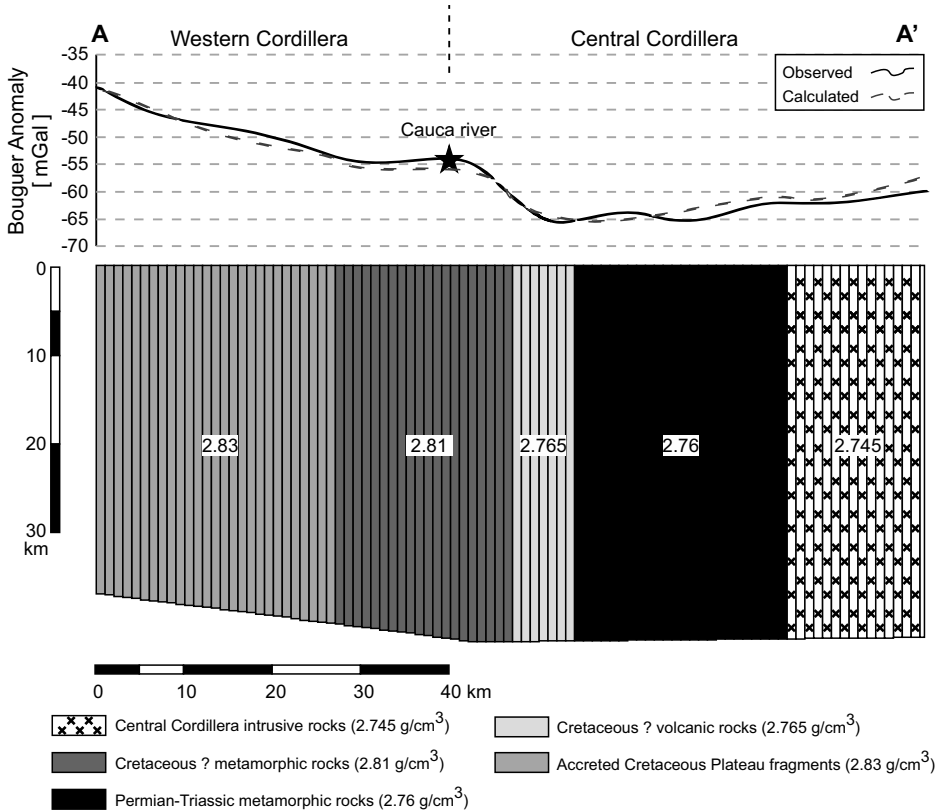 A
Western Cordillera
Central Cordillera
A'
Bouguer Anomaly
[ mGal ]
-35
-40
-45
-50
-55
-60
-65
-70
Observed
Calculated
Cauca river
0
10
20
30
km
2.83
2.81
2.765
2.76
2.745
0 10 20 30 40 km
Central Cordillera intrusive rocks (2.745 g/cm³)
Cretaceous ? volcanic rocks (2.765 g/cm³)
Cretaceous ? metamorphic rocks (2.81 g/cm³)
Accreted Cretaceous Plateau fragments (2.83 g/cm³)
Permian-Triassic metamorphic rocks (2.76 g/cm³)